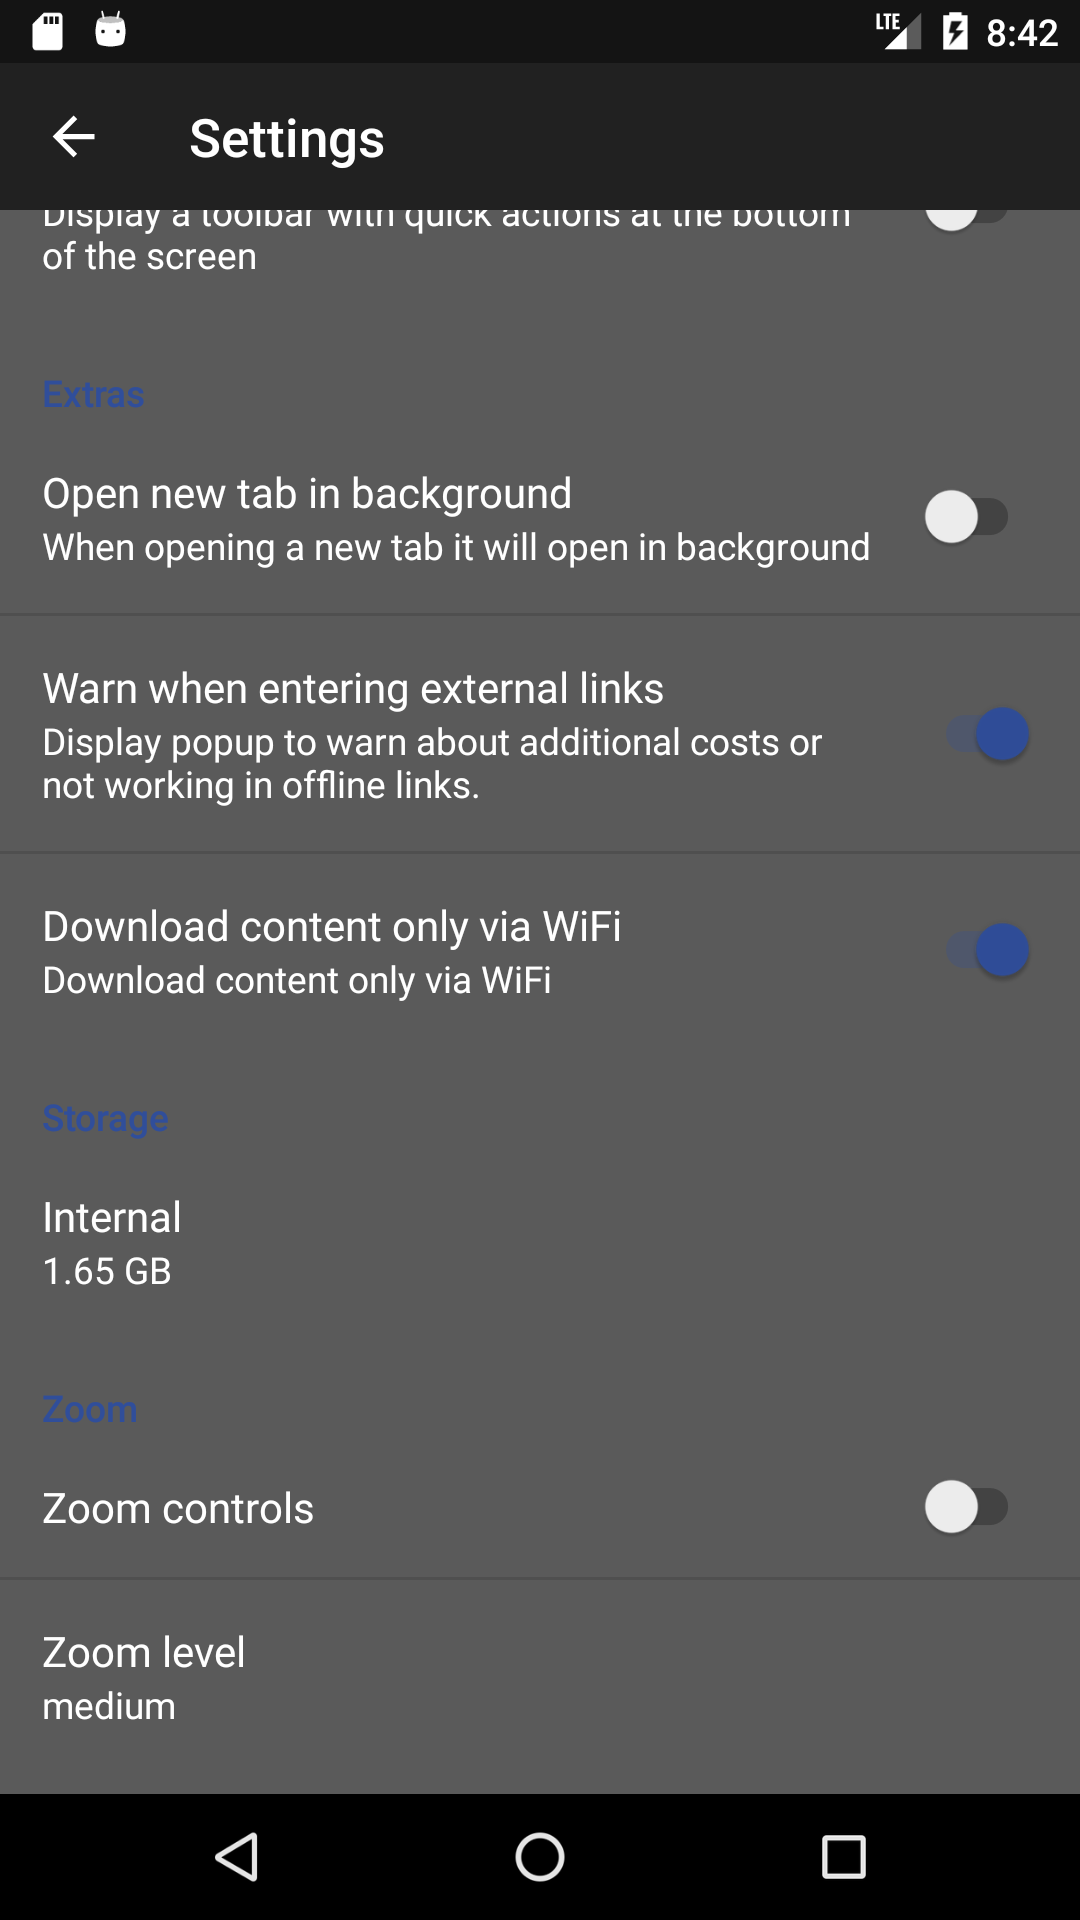 LTE 8:42
Settings
Display a toolbar with quick actions at the bottom
of the screen
Extras
Open new tab in background
When opening a new tab it will open in background
Warn when entering external links
Display popup to warn about additional costs or
not working in offline links.
Download content only via WiFi
Download content only via WiFi
Storage
Internal
1.65 GB
Zoom
Zoom controls
Zoom level
medium